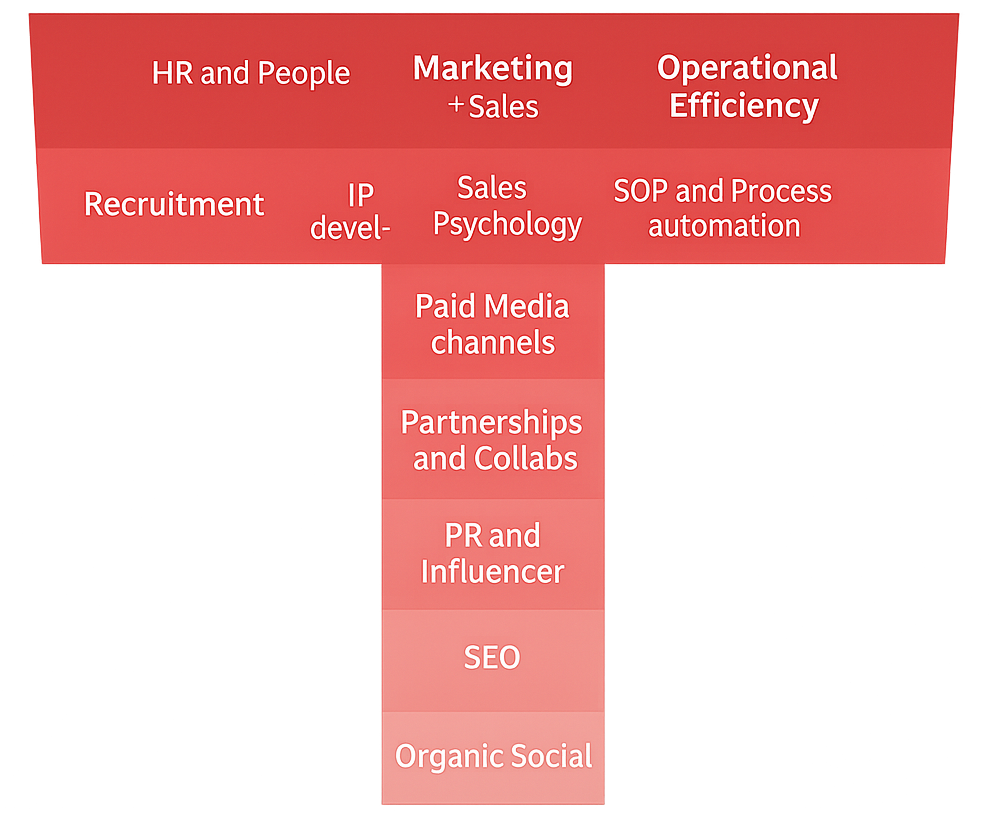 HR and People
Marketing
+ Sales
Operational
Efficiency
Recruitment
IP
devel-
Sales
Psychology
SOP and Process
automation
Paid Media
channels
Partnerships
and Collabs
PR and
Influencer
SEO
Organic Social